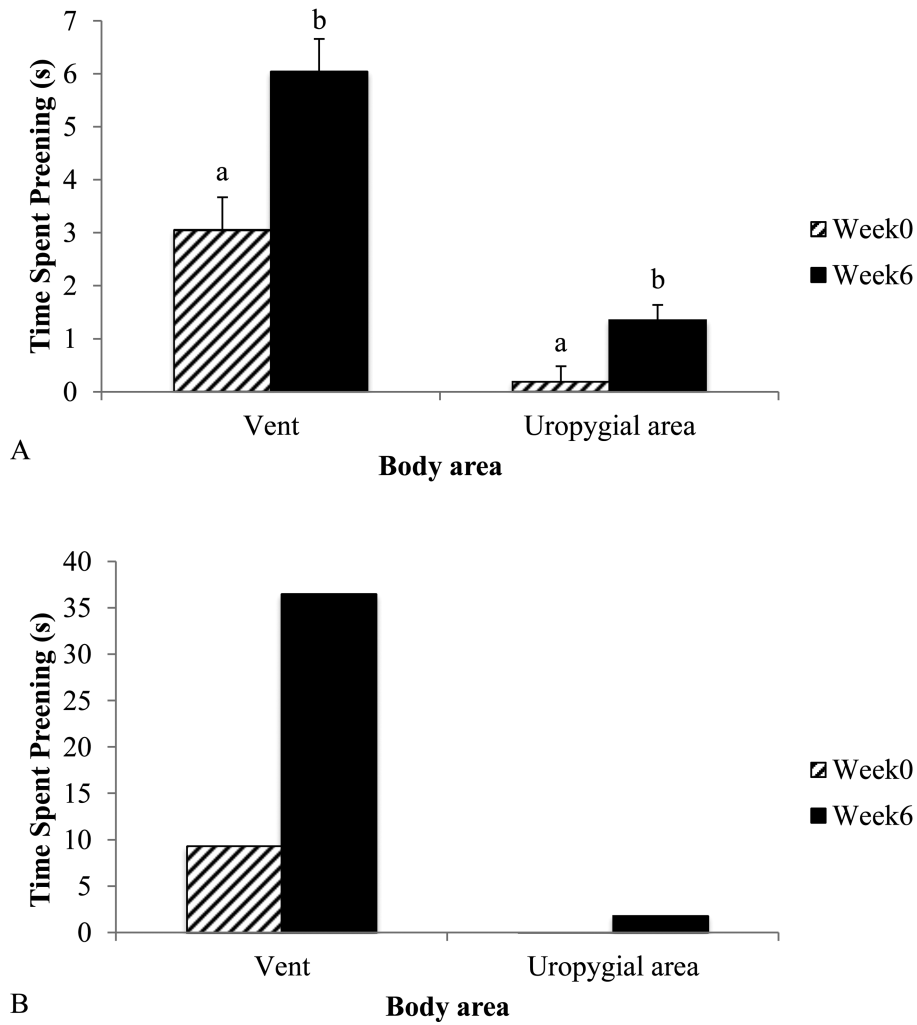 7
6
5
4
3
2
1
0
Time Spent Preening (s)
a
b
a
b
Week0
Week6
Vent
Uropygial area
A
Body area
40
35
30
25
20
15
10
5
0
Time Spent Preening (s)
Week0
Week6
Vent
Uropygial area
B
Body area